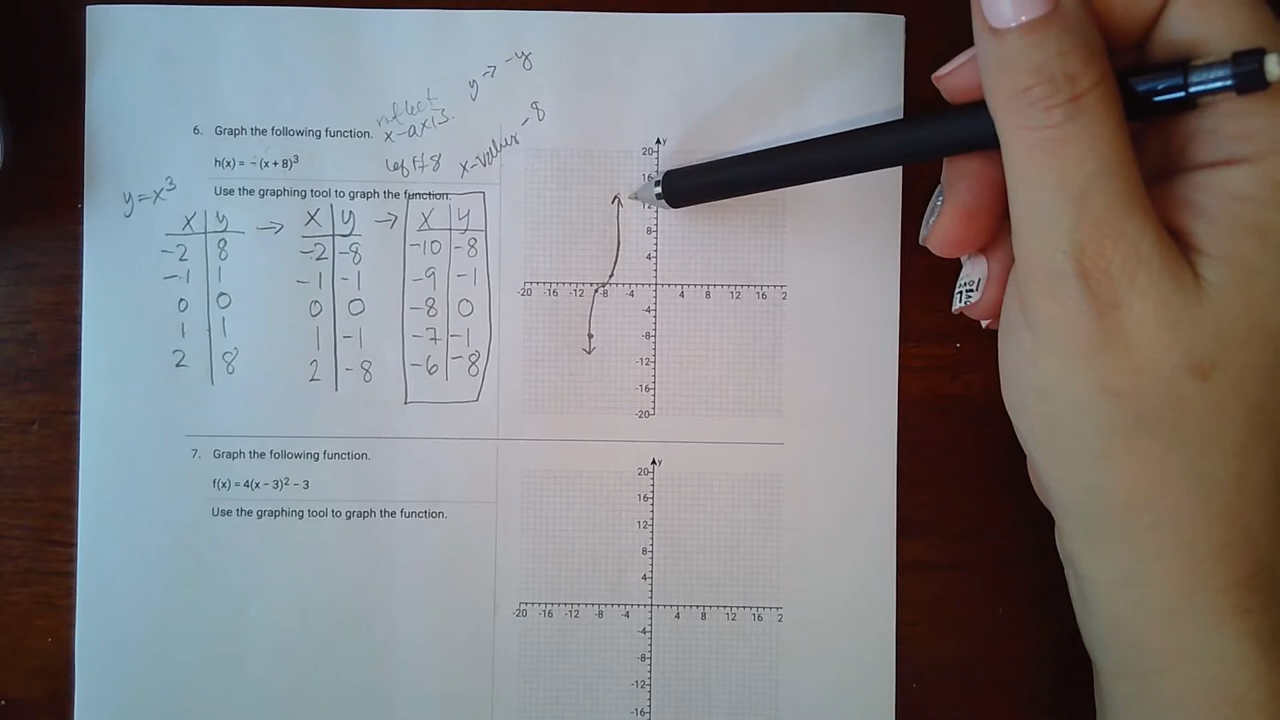 reflect
x-axis.
y→ -y
6. Graph the following function.
left 8
x-values -8
h(x) = -(x + 8)³
Use the graphing tool to graph the function.
y=x³
x y → x y → x y
-2 8 -2 -8 -10 -8
-1 1 -1 -1 -9 -1
0 0 0 0 -8 0
1 1 1 -1 -7 -1
2 8 2 -8 -6 -8
y
20
16
12
8
4
-20 -16 -12 -8 -4 4 8 12 16 2
-4
-8
-12
-16
-20
7. Graph the following function.
f(x) = 4(x – 3)² – 3
Use the graphing tool to graph the function.
y
20
16
12
8
4
-20 -16 -12 -8 -4 4 8 12 16 2
-4
-8
-12
-16